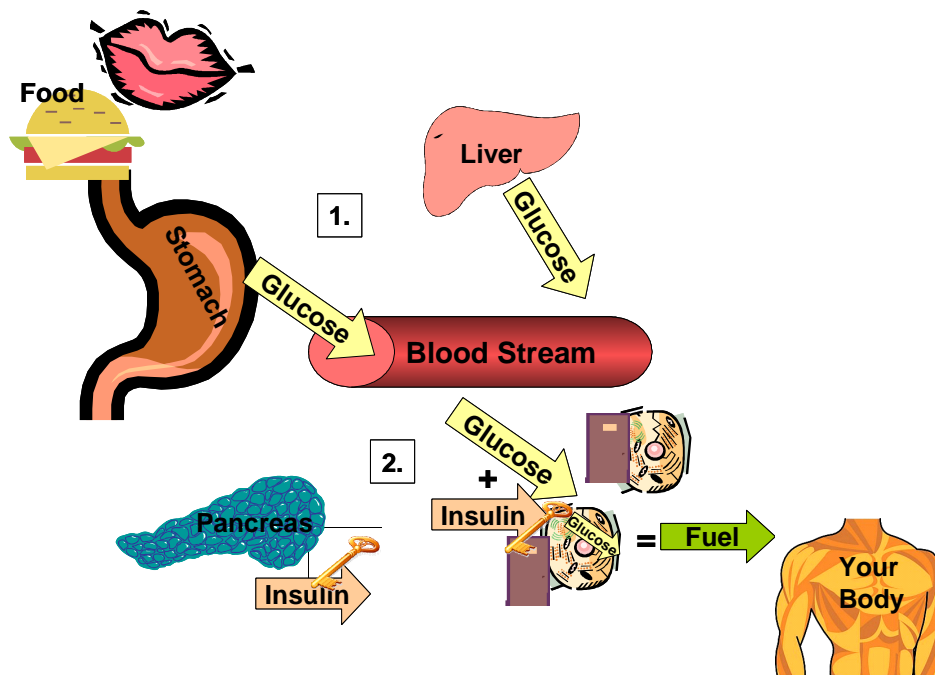 Food
Liver
1.
Glucose
Stomach
Glucose
Blood Stream
Glucose
2.
+
Pancreas
Insulin
Glucose
=
Fuel
Insulin
Your
Body